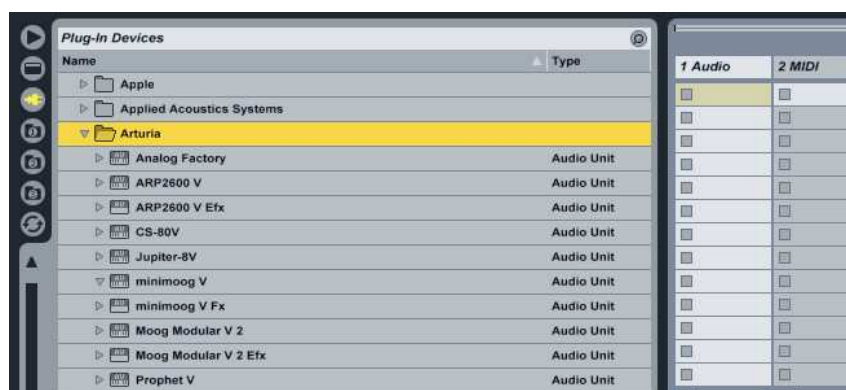 Plug-In Devices
Name Type
1 Audio 2 MIDI
Apple
Applied Acoustics Systems
Arturia
Analog Factory Audio Unit
ARP2600 V Audio Unit
ARP2600 V Efx Audio Unit
CS-80V Audio Unit
Jupiter-8V Audio Unit
minimoog V Audio Unit
minimoog V Fx Audio Unit
Moog Modular V 2 Audio Unit
Moog Modular V 2 Efx Audio Unit
Prophet V Audio Unit